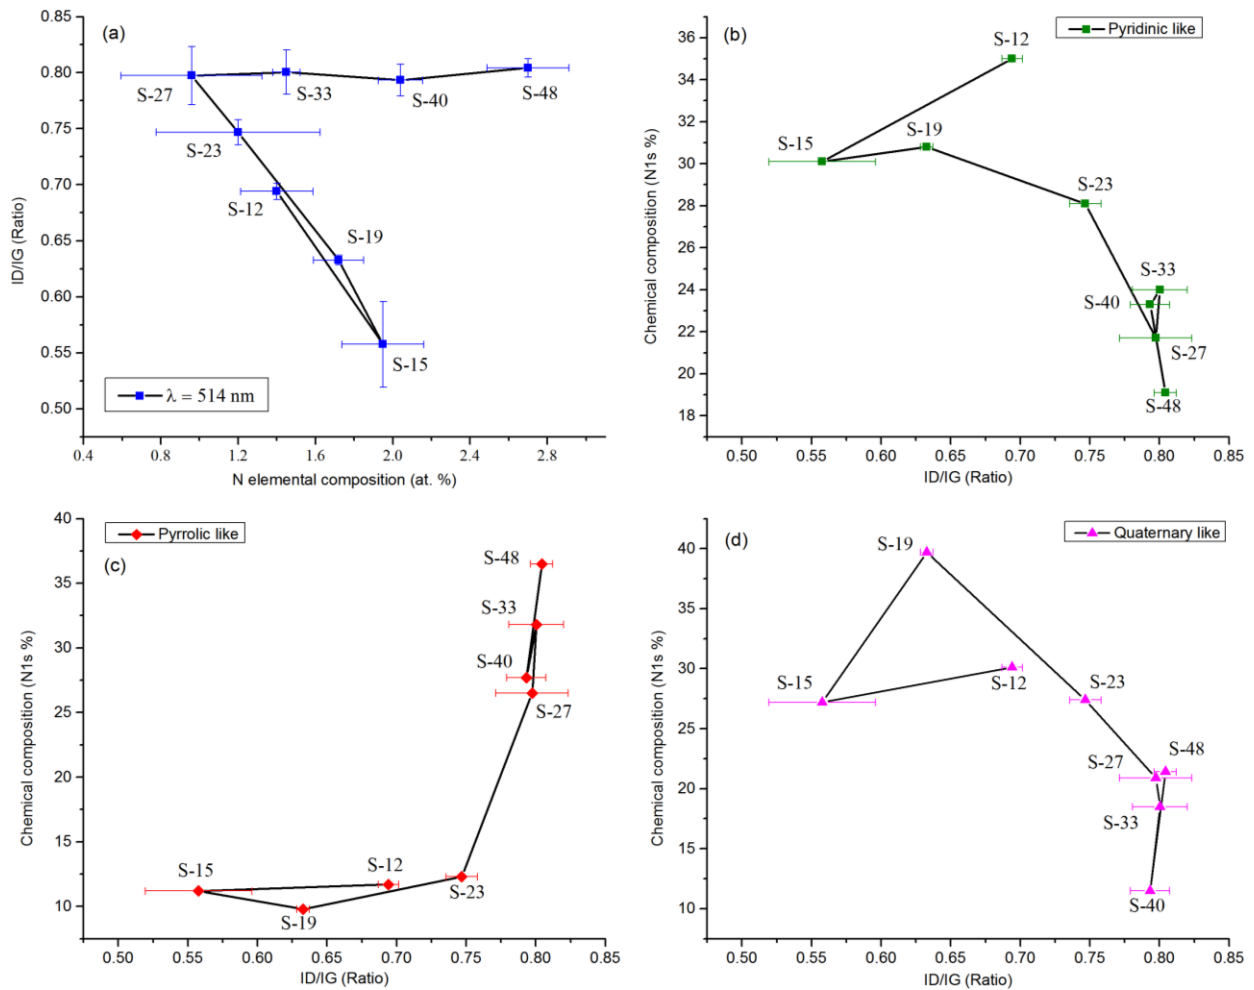 (a)
0.85
0.80
0.75
0.70
0.65
0.60
0.55
0.50
ID/IG (Ratio)
S-27
S-33
S-40
S-48
S-23
S-12
S-19
S-15
λ = 514 nm
0.4 0.8 1.2 1.6 2.0 2.4 2.8
N elemental composition (at. %)
(b)
Pyridinic like
36
34
32
30
28
26
24
22
20
18
Chemical composition (N1s %)
S-12
S-15
S-19
S-23
S-33
S-40
S-27
S-48
0.50 0.55 0.60 0.65 0.70 0.75 0.80 0.85
ID/IG (Ratio)
Pyrrolic like
(c)
40
35
30
25
20
15
10
Chemical composition (N1s %)
S-48
S-33
S-40
S-27
S-15
S-12
S-23
S-19
0.50 0.55 0.60 0.65 0.70 0.75 0.80 0.85
ID/IG (Ratio)
(d)
Quaternary like
40
35
30
25
20
15
10
Chemical composition (N1s %)
S-19
S-15
S-12
S-23
S-48
S-27
S-33
S-40
0.50 0.55 0.60 0.65 0.70 0.75 0.80 0.85
ID/IG (Ratio)